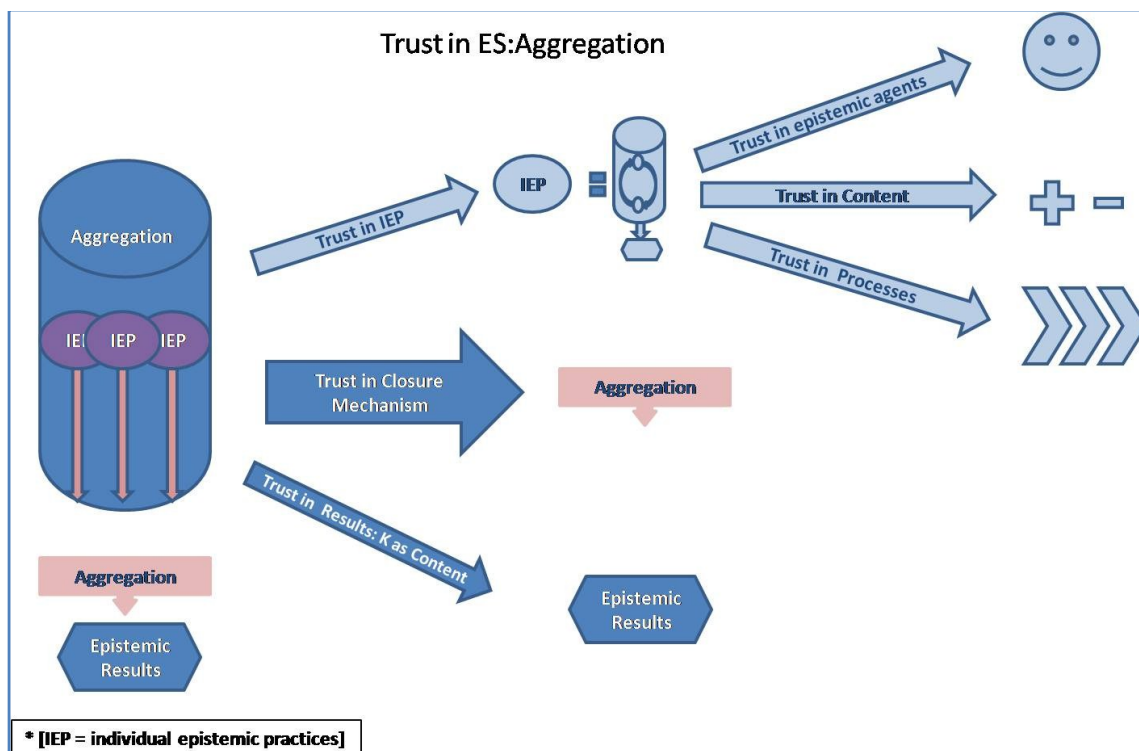 Trust in ES:Aggregation
Trust in epistemic agents
IEP
Trust in Content
Trust in IEP
Aggregation
Trust in Processes
IEP
IEP
Trust in Closure
Mechanism
Aggregation
Trust in Results: K as Content
Aggregation
Epistemic
Results
Epistemic
Results
* [IEP = individual epistemic practices]